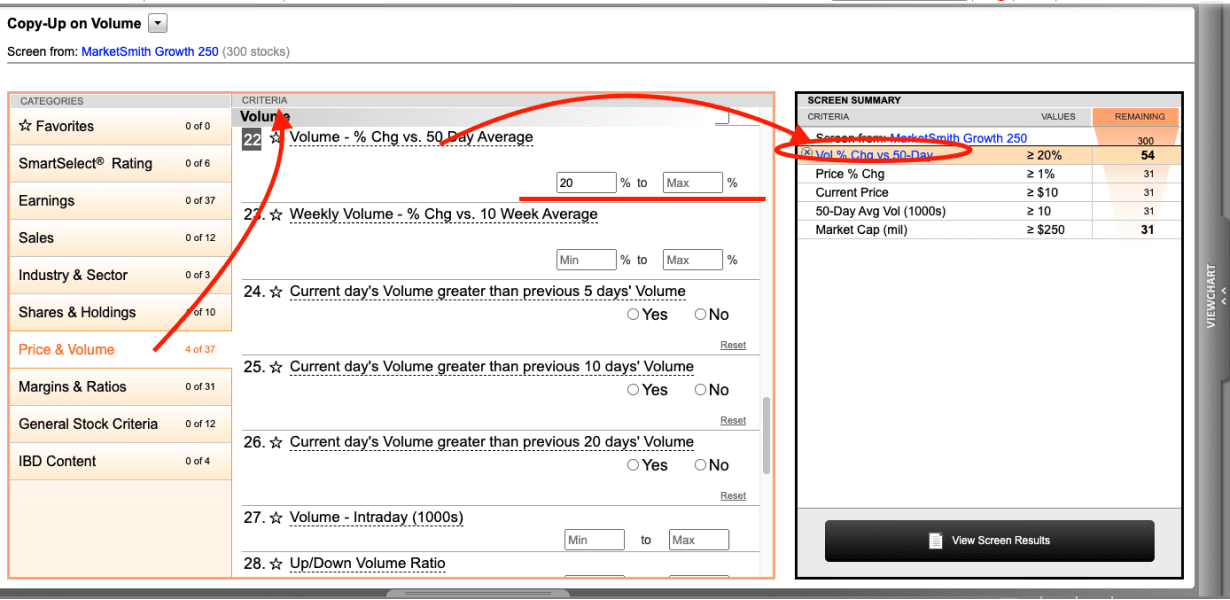 Copy-Up on Volume
Screen from: MarketSmith Growth 250 (300 stocks)
CATEGORIES
☆ Favorites 0 of 0
SmartSelect® Rating 0 of 6
Earnings 0 of 37
Sales 0 of 12
Industry & Sector 0 of 3
Shares & Holdings of 10
Price & Volume 4 of 37
Margins & Ratios 0 of 31
General Stock Criteria 0 of 12
IBD Content 0 of 4
CRITERIA
Volume
22 ☆ Volume - % Chg vs. 50 Day Average
20 % to Max %
23. ☆ Weekly Volume - % Chg vs. 10 Week Average
Min % to Max %
24. ☆ Current day's Volume greater than previous 5 days' Volume
Yes No
Reset
25. ☆ Current day's Volume greater than previous 10 days' Volume
Yes No
Reset
26. ☆ Current day's Volume greater than previous 20 days' Volume
Yes No
Reset
27. ☆ Volume - Intraday (1000s)
Min to Max
28. ☆ Up/Down Volume Ratio
SCREEN SUMMARY
CRITERIA VALUES REMAINING
Screen from: MarketSmith Growth 250 300
Vol % Chg vs 50-Day ≥ 20% 54
Price % Chg ≥ 1% 31
Current Price ≥ $10 31
50-Day Avg Vol (1000s) ≥ 10 31
Market Cap (mil) ≥ $250 31
View Screen Results
VIEWCHART